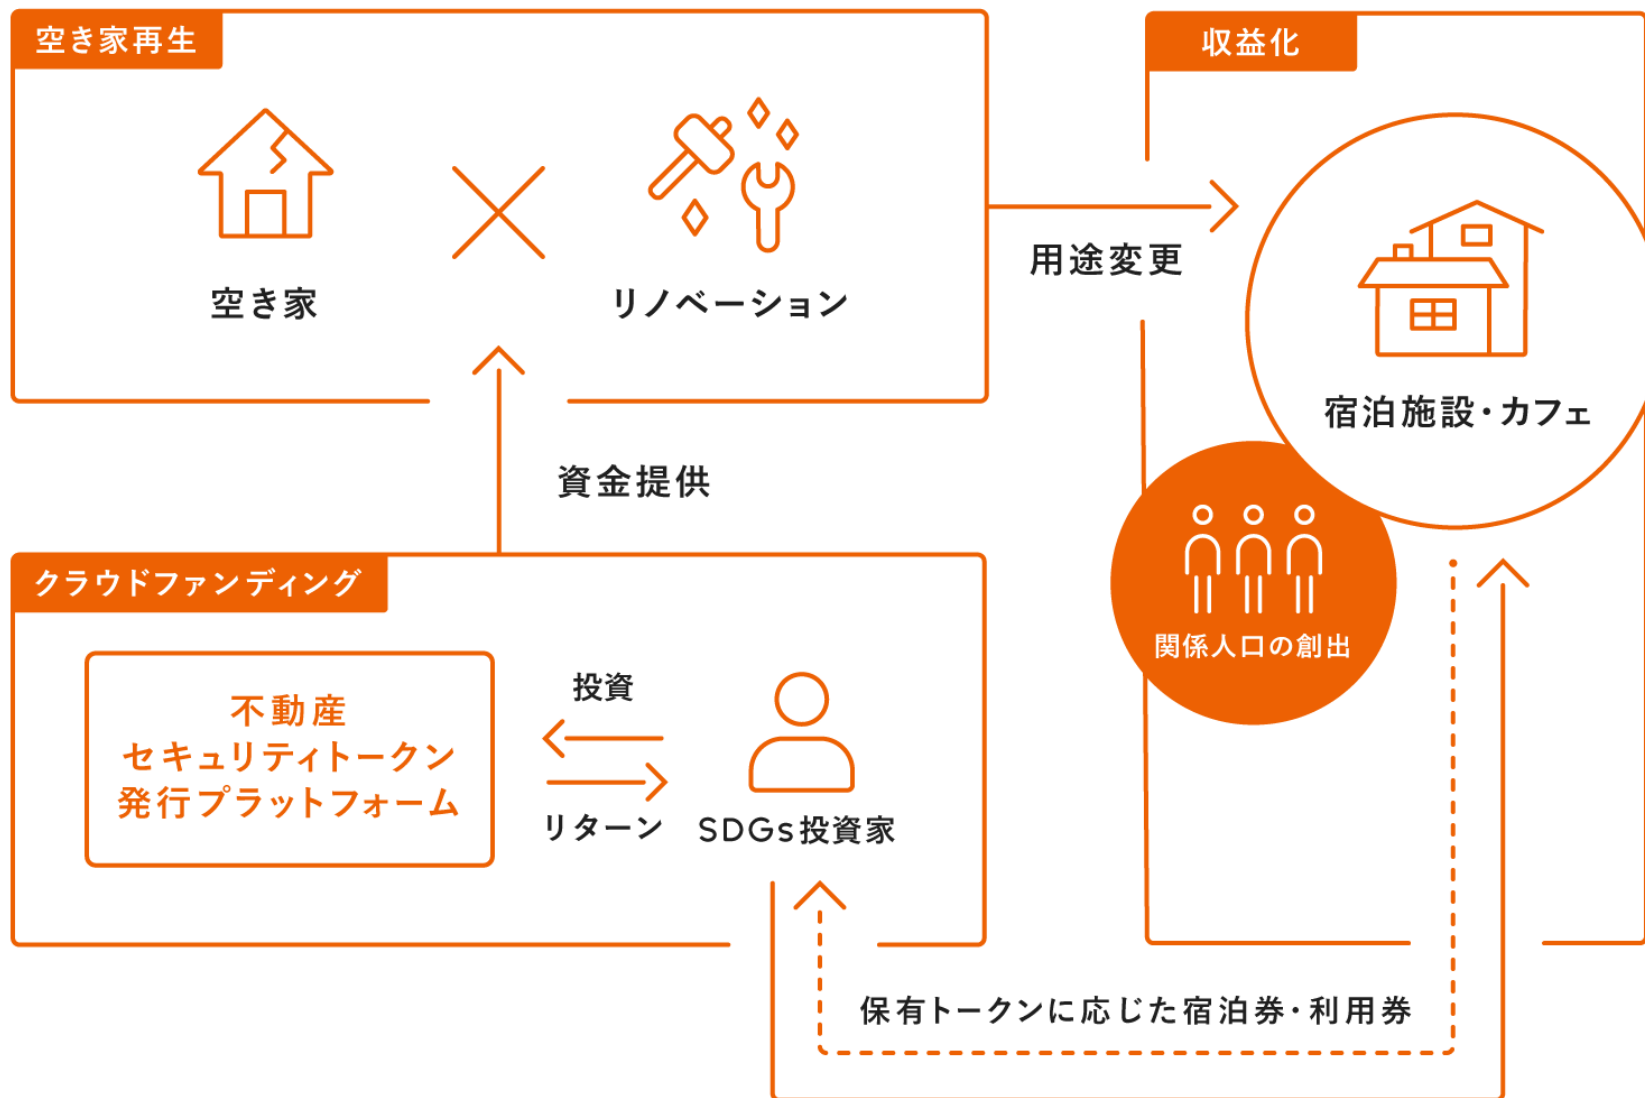 空き家再生
収益化
空き家
リノベーション
用途変更
宿泊施設・カフェ
資金提供
クラウドファンディング
関係人口の創出
不動産
セキュリティトークン
発行プラットフォーム
投資
リターン
SDGs投資家
保有トークンに応じた宿泊券・利用券